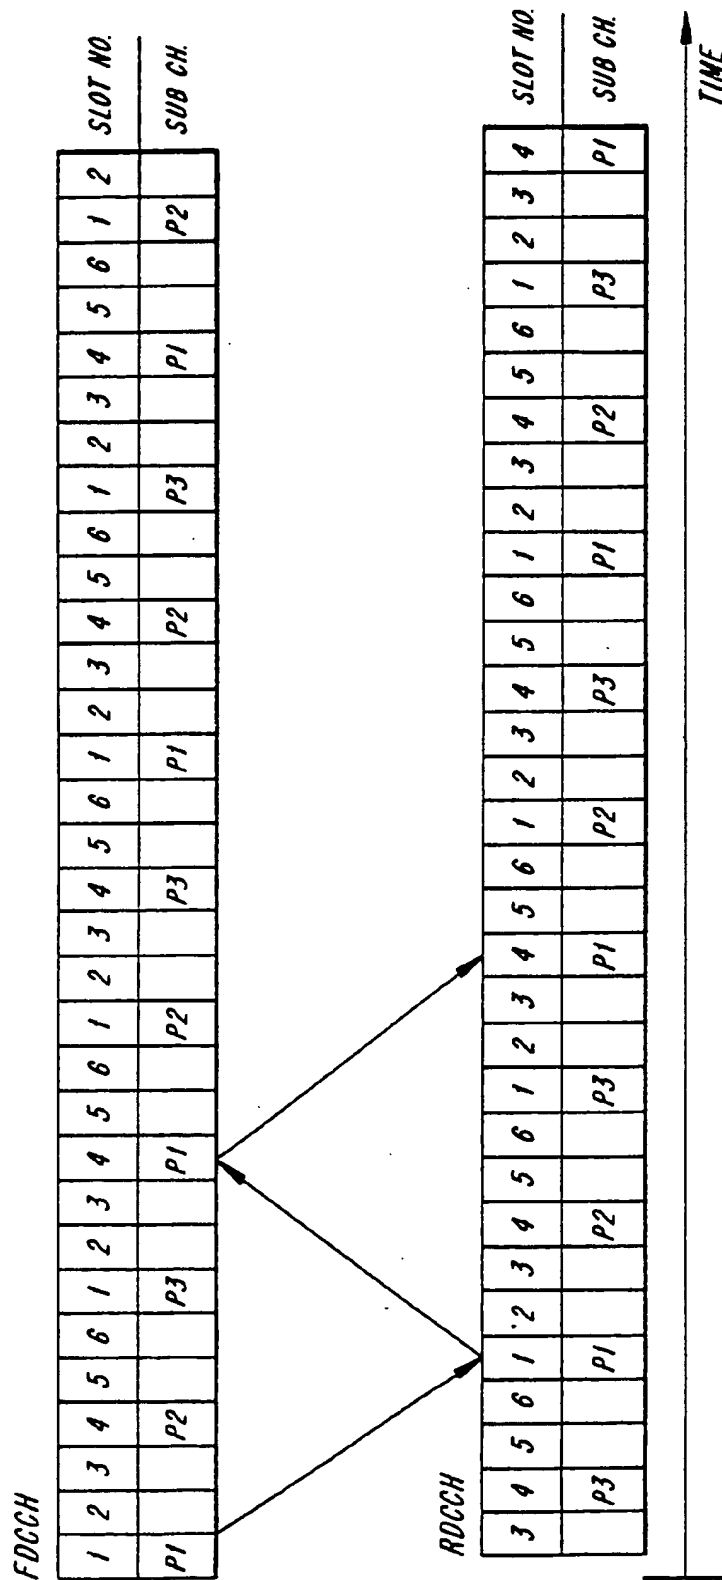 FDCCH
1 2 3 4 5 6 1 2 3 4 5 6 1 2 3 4 5 6 1 2 3 4 5 6 1 2 3 4 5 6 1 2 SLOT NO.
P1 P2 P3 P1 P2 P3 P1 P2 P3 P1 P2 SUB CH.
RDCCH
3 4 5 6 1 2 3 4 5 6 1 2 3 4 5 6 1 2 3 4 5 6 1 2 3 4 5 6 1 2 3 4 SLOT NO.
P3 P1 P2 P3 P1 P2 P3 P1 P2 P3 P1 SUB CH.
TIME